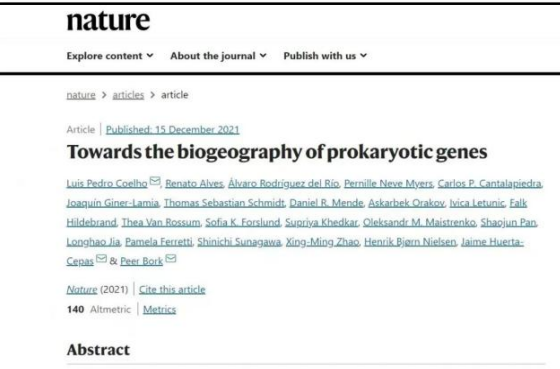 nature
Explore content About the journal Publish with us
nature > articles > article
Article | Published: 15 December 2021
Towards the biogeography of prokaryotic genes
Luis Pedro Coelho, Renato Alves, Álvaro Rodríguez del Río, Pernille Neve Myers, Carlos P. Cantalapiedra,
Joaquín Giner-Lamia, Thomas Sebastian Schmidt, Daniel R. Mende, Askarbek Orakov, Ivica Letunic, Falk
Hildebrand, Thea Van Rossum, Sofia K. Forslund, Supriya Khedkar, Oleksandr M. Maistrenko, Shaojun Pan,
Longhao Jia, Pamela Ferretti, Shinichi Sunagawa, Xing-Ming Zhao, Henrik Bjørn Nielsen, Jaime Huerta-
Cepas & Peer Bork
Nature (2021) | Cite this article
140 Altmetric | Metrics
Abstract